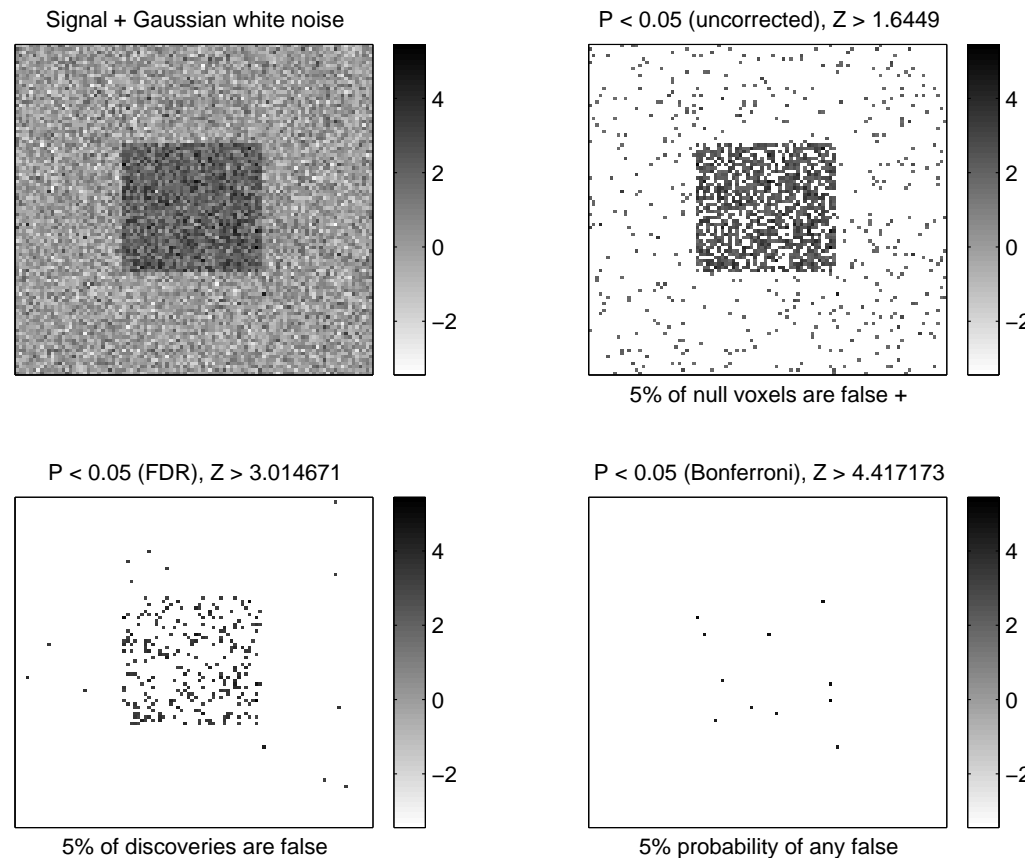 Signal + Gaussian white noise
4
2
0
−2
P < 0.05 (uncorrected), Z > 1.6449
4
2
0
−2
5% of null voxels are false +
P < 0.05 (FDR), Z > 3.014671
4
2
0
−2
5% of discoveries are false
P < 0.05 (Bonferroni), Z > 4.417173
4
2
0
−2
5% probability of any false